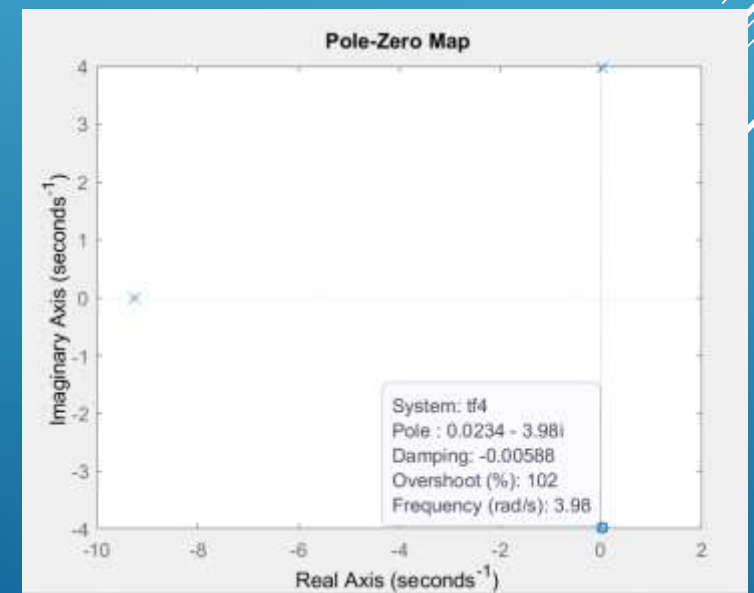 Pole-Zero Map
4
3
2
1
0
-1
-2
-3
-4
Imaginary Axis (seconds⁻¹)
System: tf4
Pole : 0.0234 - 3.98i
Damping: -0.00588
Overshoot (%): 102
Frequency (rad/s): 3.98
-10 -8 -6 -4 -2 0 2
Real Axis (seconds⁻¹)